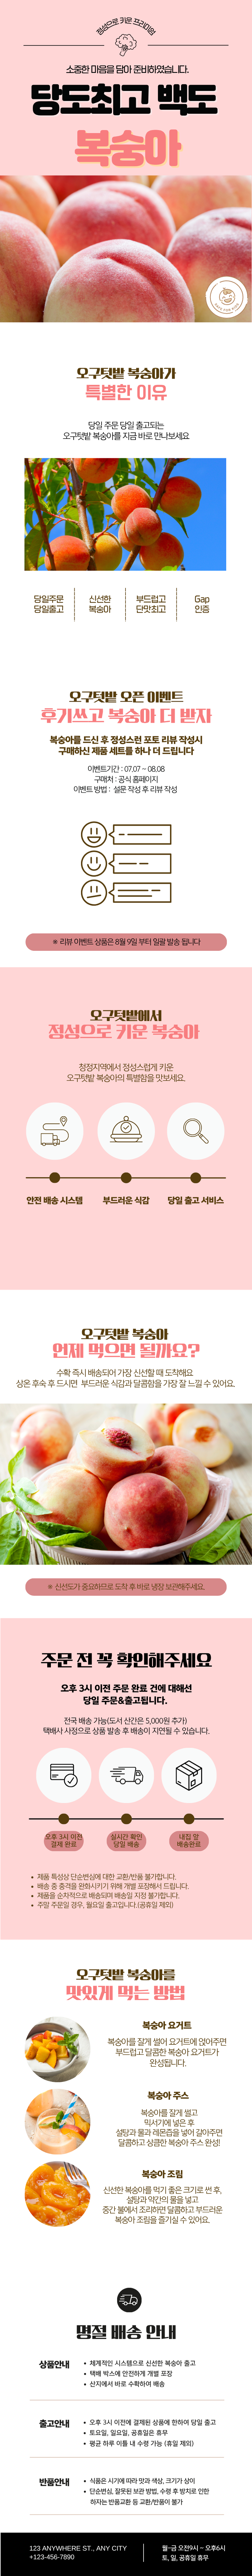 정성으로 키운 프리미엄
소중한 마음을 담아 준비하였습니다.
당도최고 백도
복숭아
오구텃밭 복숭아가
특별한 이유
당일 주문 당일 출고되는
오구텃밭 복숭아를 지금 바로 만나보세요
당일주문
당일출고
신선한
복숭아
부드럽고
단맛최고
Gap
인증
오구텃밭 오픈 이벤트
후기쓰고 복숭아 더 받자
복숭아를 드신 후 정성스런 포토 리뷰 작성시
구매하신 제품 세트를 하나 더 드립니다
이벤트기간 : 07.07 ~ 08.08
구매처 : 공식 홈페이지
이벤트 방법 : 설문 작성 후 리뷰 작성
※ 리뷰 이벤트 상품은 8월 9일 부터 일괄 발송 됩니다
오구텃밭에서
정성으로 키운 복숭아
청정지역에서 정성스럽게 키운
오구텃밭 복숭아의 특별함을 맛보세요.
안전 배송 시스템
부드러운 식감
당일 출고 서비스
오구텃밭 복숭아
언제 먹으면 될까요?
수확 즉시 배송되어 가장 신선할 때 도착해요
상온 후숙 후 드시면 부드러운 식감과 달콤함을 가장 잘 느낄 수 있어요.
※ 신선도가 중요하므로 도착 후 바로 냉장 보관해주세요.
주문 전 꼭 확인해주세요
오후 3시 이전 주문 완료 건에 대해선
당일 주문&출고됩니다.
전국 배송 가능(도서 산간은 5,000원 추가)
택배사 사정으로 상품 발송 후 배송이 지연될 수 있습니다.
오후 3시 이전
결제 완료
실시간 확인
당일 배송
내집 앞
배송완료
• 제품 특성상 단순변심에 대한 교환/반품 불가합니다.
• 배송 중 충격을 완화시키기 위해 개별 포장해서 드립니다.
• 제품을 순차적으로 배송되며 배송일 지정 불가합니다.
• 주말 주문일 경우, 월요일 출고입니다.(공휴일 제외)
오구텃밭 복숭아를
맛있게 먹는 방법
복숭아 요거트
복숭아를 잘게 썰어 요거트에 얹어주면
부드럽고 달콤한 복숭아 요거트가
완성됩니다.
복숭아 주스
복숭아를 잘게 썰고
믹서기에 넣은 후
설탕과 물과 레몬즙을 넣어 갈아주면
달콤하고 상큼한 복숭아 주스 완성!
복숭아 조림
신선한 복숭아를 먹기 좋은 크기로 썬 후,
설탕과 약간의 물을 넣고
중간 불에서 조리하면 달콤하고 부드러운
복숭아 조림을 즐기실 수 있어요.
명절 배송 안내
상품안내
• 체계적인 시스템으로 신선한 복숭아 출고
• 택배 박스에 안전하게 개별 포장
• 산지에서 바로 수확하여 배송
출고안내
• 오후 3시 이전에 결제된 상품에 한하여 당일 출고
• 토요일, 일요일, 공휴일은 휴무
• 평균 하루 이틀 내 수령 가능 (휴일 제외)
반품안내
• 식품은 시기에 따라 맛과 색상, 크기가 상이
• 단순변심, 잘못된 보관 방법, 수령 후 방치로 인한
하자는 반품교환 등 교환/반품이 불가
123 ANYWHERE ST., ANY CITY
+123-456-7890
월-금 오전9시 ~ 오후6시
토, 일, 공휴일 휴무